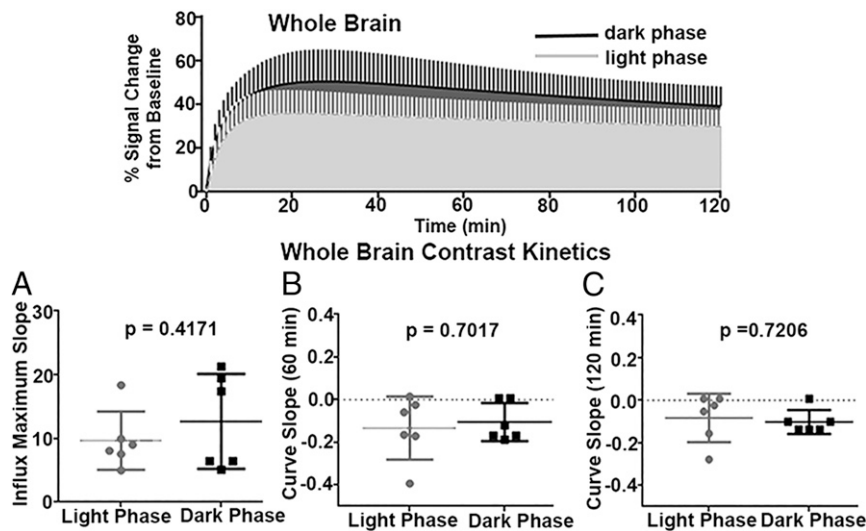 Whole Brain
dark phase
light phase
% Signal Change
from Baseline
80
60
40
20
0
0 20 40 60 80 100 120
Time (min)
Whole Brain Contrast Kinetics
A
Influx Maximum Slope
30
20
10
0
p = 0.4171
Light Phase Dark Phase
B
Curve Slope (60 min)
0.4
0.2
0.0
-0.2
-0.4
p = 0.7017
Light Phase Dark Phase
C
Curve Slope (120 min)
0.4
0.2
0.0
-0.2
-0.4
p =0.7206
Light Phase Dark Phase